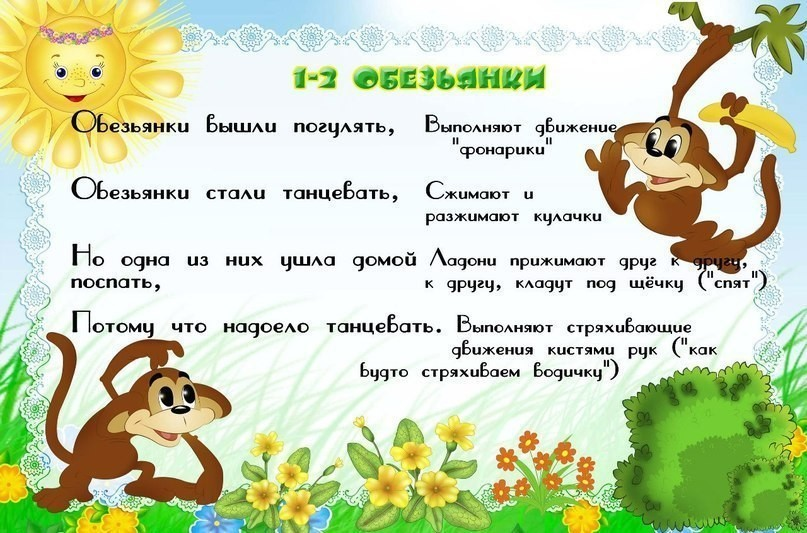 1-2 ОБЕЗЬЯНКИ
Обезьянки вышли погулять, Выполняют движение
"фонарики"
Обезьянки стали танцевать, Сжимают и
разжимают кулачки
Но одна из них ушла домой Ладони прижимают друг к другу,
поспать, к другу, кладут под щёчку ("спят")
Потому что надоело танцевать. Выполняют стряхивающие
движения кистями рук ("как
будто стряхиваем водичку")